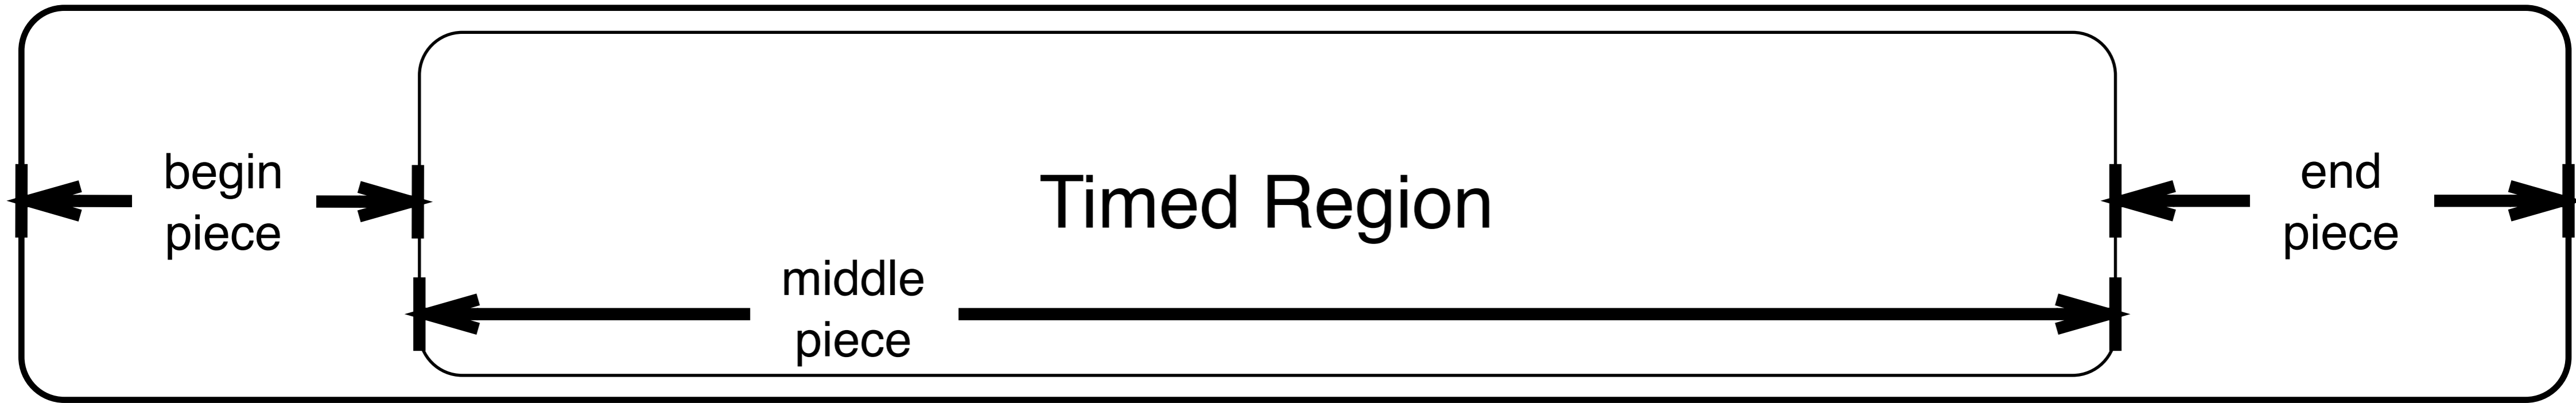 begin
piece
Timed Region
middle
piece
end
piece